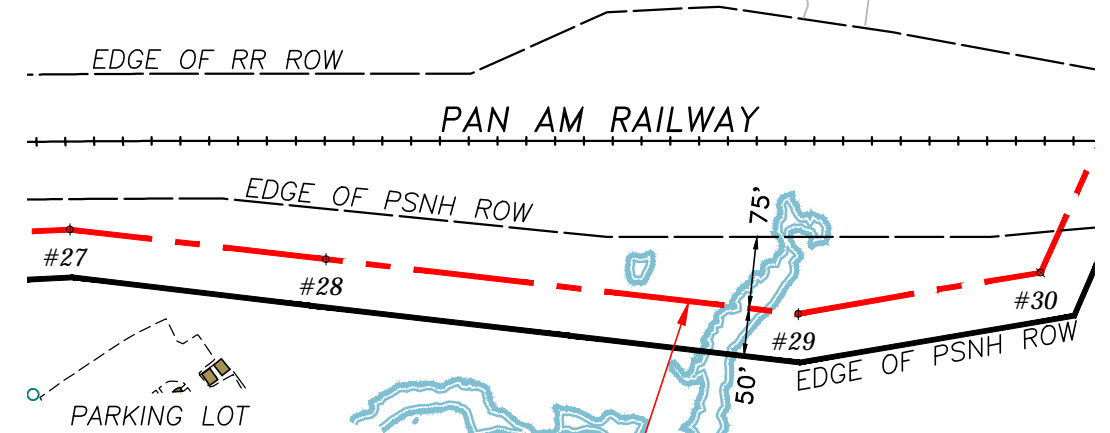 EDGE OF RR ROW
PAN AM RAILWAY
EDGE OF PSNH ROW
75'
#27
#28
#30
#29
50'
EDGE OF PSNH ROW
PARKING LOT